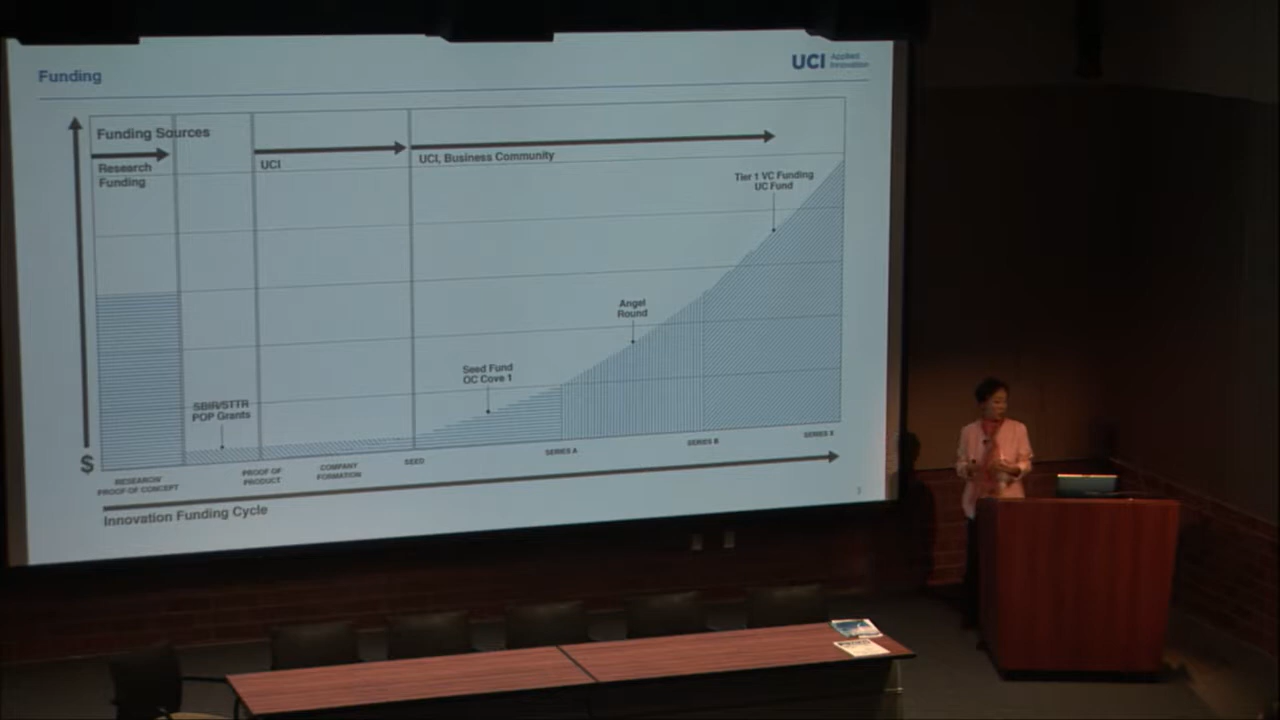 Funding
UCI Applied
Innovation
Funding Sources
Research
Funding
UCI
UCI, Business Community
Tier 1 VC Funding
UC Fund
Angel
Round
Seed Fund
OC Cove 1
SBIR/STTR
POP Grants
$
RESEARCH/
PROOF OF CONCEPT
PROOF OF
PRODUCT
COMPANY
FORMATION
SEED
SERIES A
SERIES B
SERIES X
Innovation Funding Cycle
3